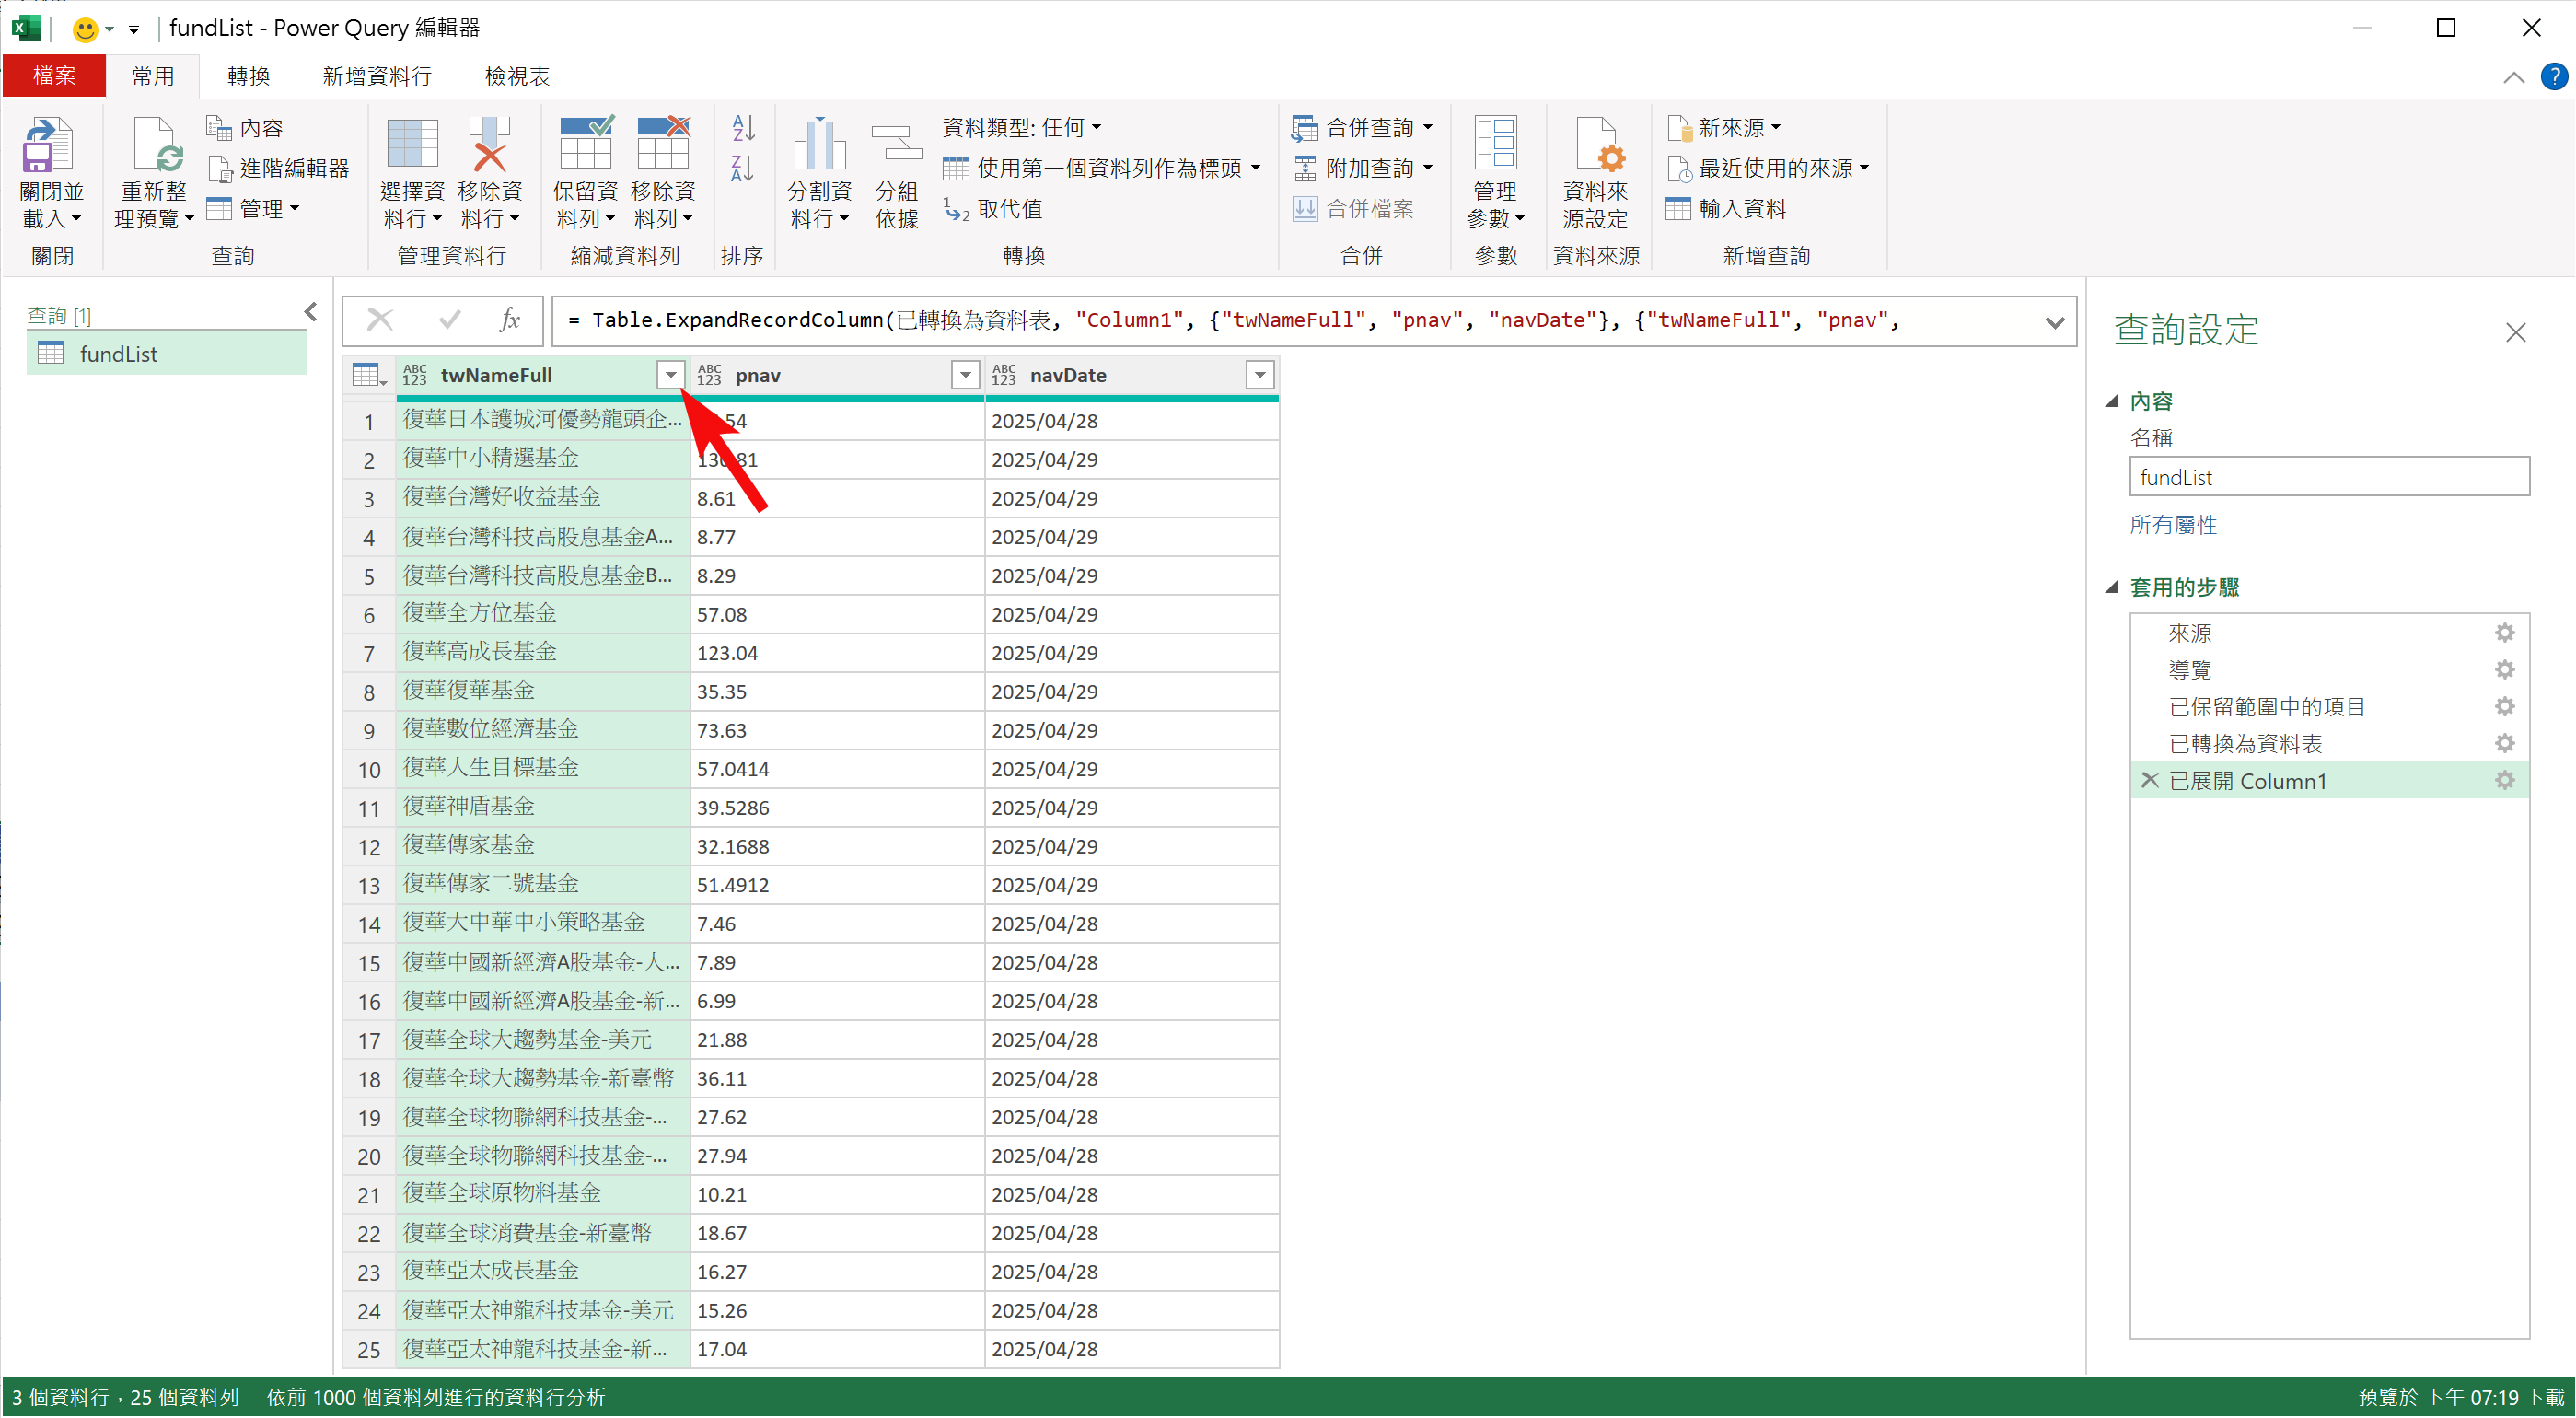 fundList - Power Query 編輯器
檔案 常用 轉換 新增資料行 檢視表
關閉並載入
關閉
重新整理預覽
內容
進階編輯器
管理
查詢
選擇資料行
移除資料行
管理資料行
保留資料列
移除資料列
縮減資料列
排序
分割資料行
分組依據
資料類型: 任何
使用第一個資料列作為標頭
取代值
轉換
合併查詢
附加查詢
合併檔案
合併
管理參數
參數
資料來源設定
資料來源
新來源
最近使用的來源
輸入資料
新增查詢
查詢 [1]
fundList
fx
= Table.ExpandRecordColumn(已轉換為資料表, "Column1", {"twNameFull", "pnav", "navDate"}, {"twNameFull", "pnav",
ABC 123 twNameFull ABC 123 pnav ABC 123 navDate
1 復華日本護城河優勢龍頭企... 54 2025/04/28
2 復華中小精選基金 130.81 2025/04/29
3 復華台灣好收益基金 8.61 2025/04/29
4 復華台灣科技高股息基金A... 8.77 2025/04/29
5 復華台灣科技高股息基金B... 8.29 2025/04/29
6 復華全方位基金 57.08 2025/04/29
7 復華高成長基金 123.04 2025/04/29
8 復華復華基金 35.35 2025/04/29
9 復華數位經濟基金 73.63 2025/04/29
10 復華人生目標基金 57.0414 2025/04/29
11 復華神盾基金 39.5286 2025/04/29
12 復華傳家基金 32.1688 2025/04/29
13 復華傳家二號基金 51.4912 2025/04/29
14 復華大中華中小策略基金 7.46 2025/04/28
15 復華中國新經濟A股基金-人... 7.89 2025/04/28
16 復華中國新經濟A股基金-新... 6.99 2025/04/28
17 復華全球大趨勢基金-美元 21.88 2025/04/28
18 復華全球大趨勢基金-新臺幣 36.11 2025/04/28
19 復華全球物聯網科技基金-... 27.62 2025/04/28
20 復華全球物聯網科技基金-... 27.94 2025/04/28
21 復華全球原物料基金 10.21 2025/04/28
22 復華全球消費基金-新臺幣 18.67 2025/04/28
23 復華亞太成長基金 16.27 2025/04/28
24 復華亞太神龍科技基金-美元 15.26 2025/04/28
25 復華亞太神龍科技基金-新... 17.04 2025/04/28
查詢設定
內容
名稱
fundList
所有屬性
套用的步驟
來源
導覽
已保留範圍中的項目
已轉換為資料表
已展開 Column1
3 個資料行，25 個資料列 依前 1000 個資料列進行的資料行分析
預覽於 下午 07:19 下載